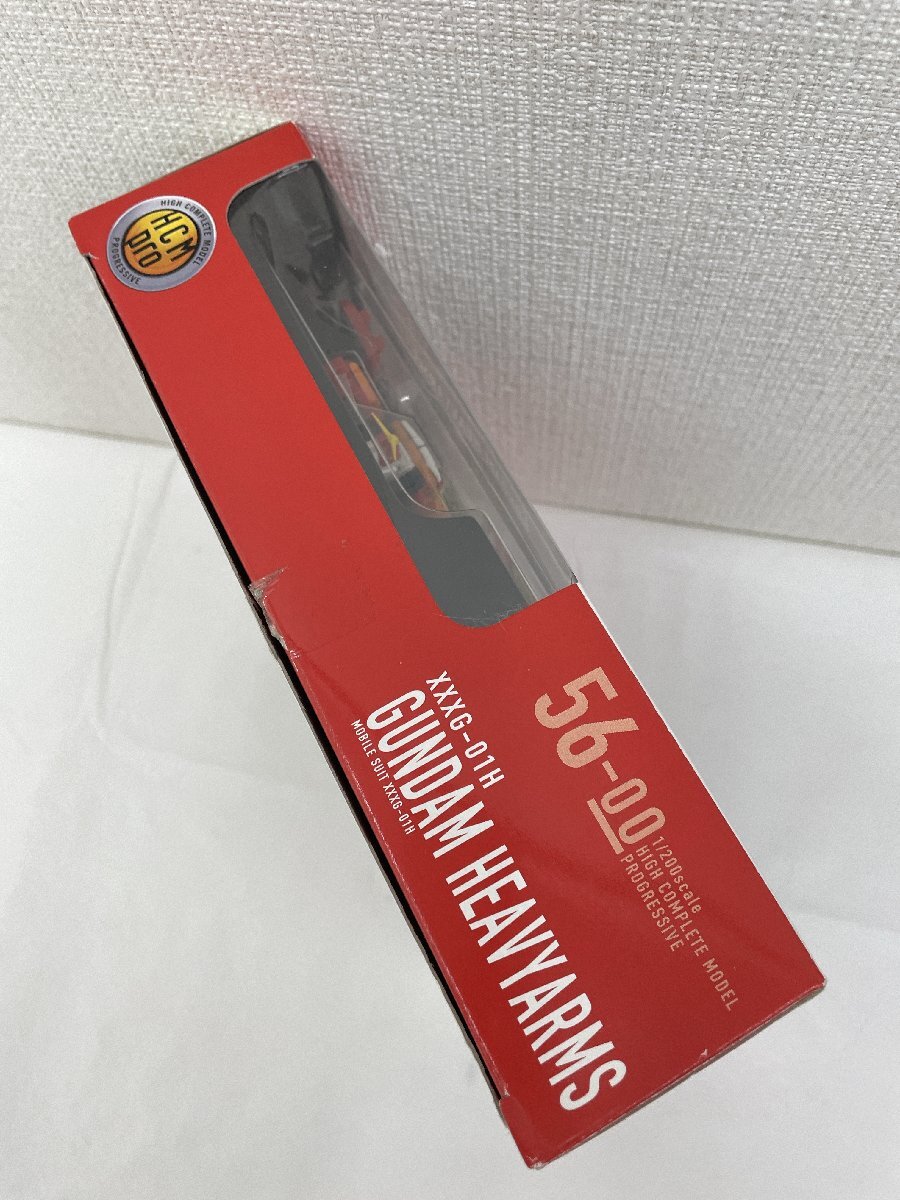 HIGH COMPLETE MODEL
HCM
pro
PROGRESSIVE
56-00
1/200scale
HIGH COMPLETE MODEL
PROGRESSIVE
XXXG-01H
GUNDAM HEAVYARMS
MOBILE SUIT XXXG-01H